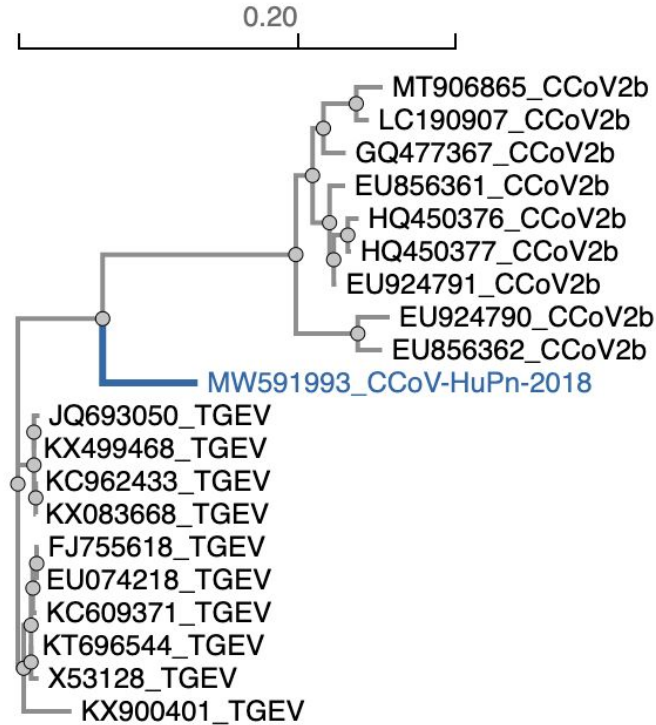 0.20
MT906865_CCoV2b
LC190907_CCoV2b
GQ477367_CCoV2b
EU856361_CCoV2b
HQ450376_CCoV2b
HQ450377_CCoV2b
EU924791_CCoV2b
EU924790_CCoV2b
EU856362_CCoV2b
MW591993_CCoV-HuPn-2018
JQ693050_TGEV
KX499468_TGEV
KC962433_TGEV
KX083668_TGEV
FJ755618_TGEV
EU074218_TGEV
KC609371_TGEV
KT696544_TGEV
X53128_TGEV
KX900401_TGEV